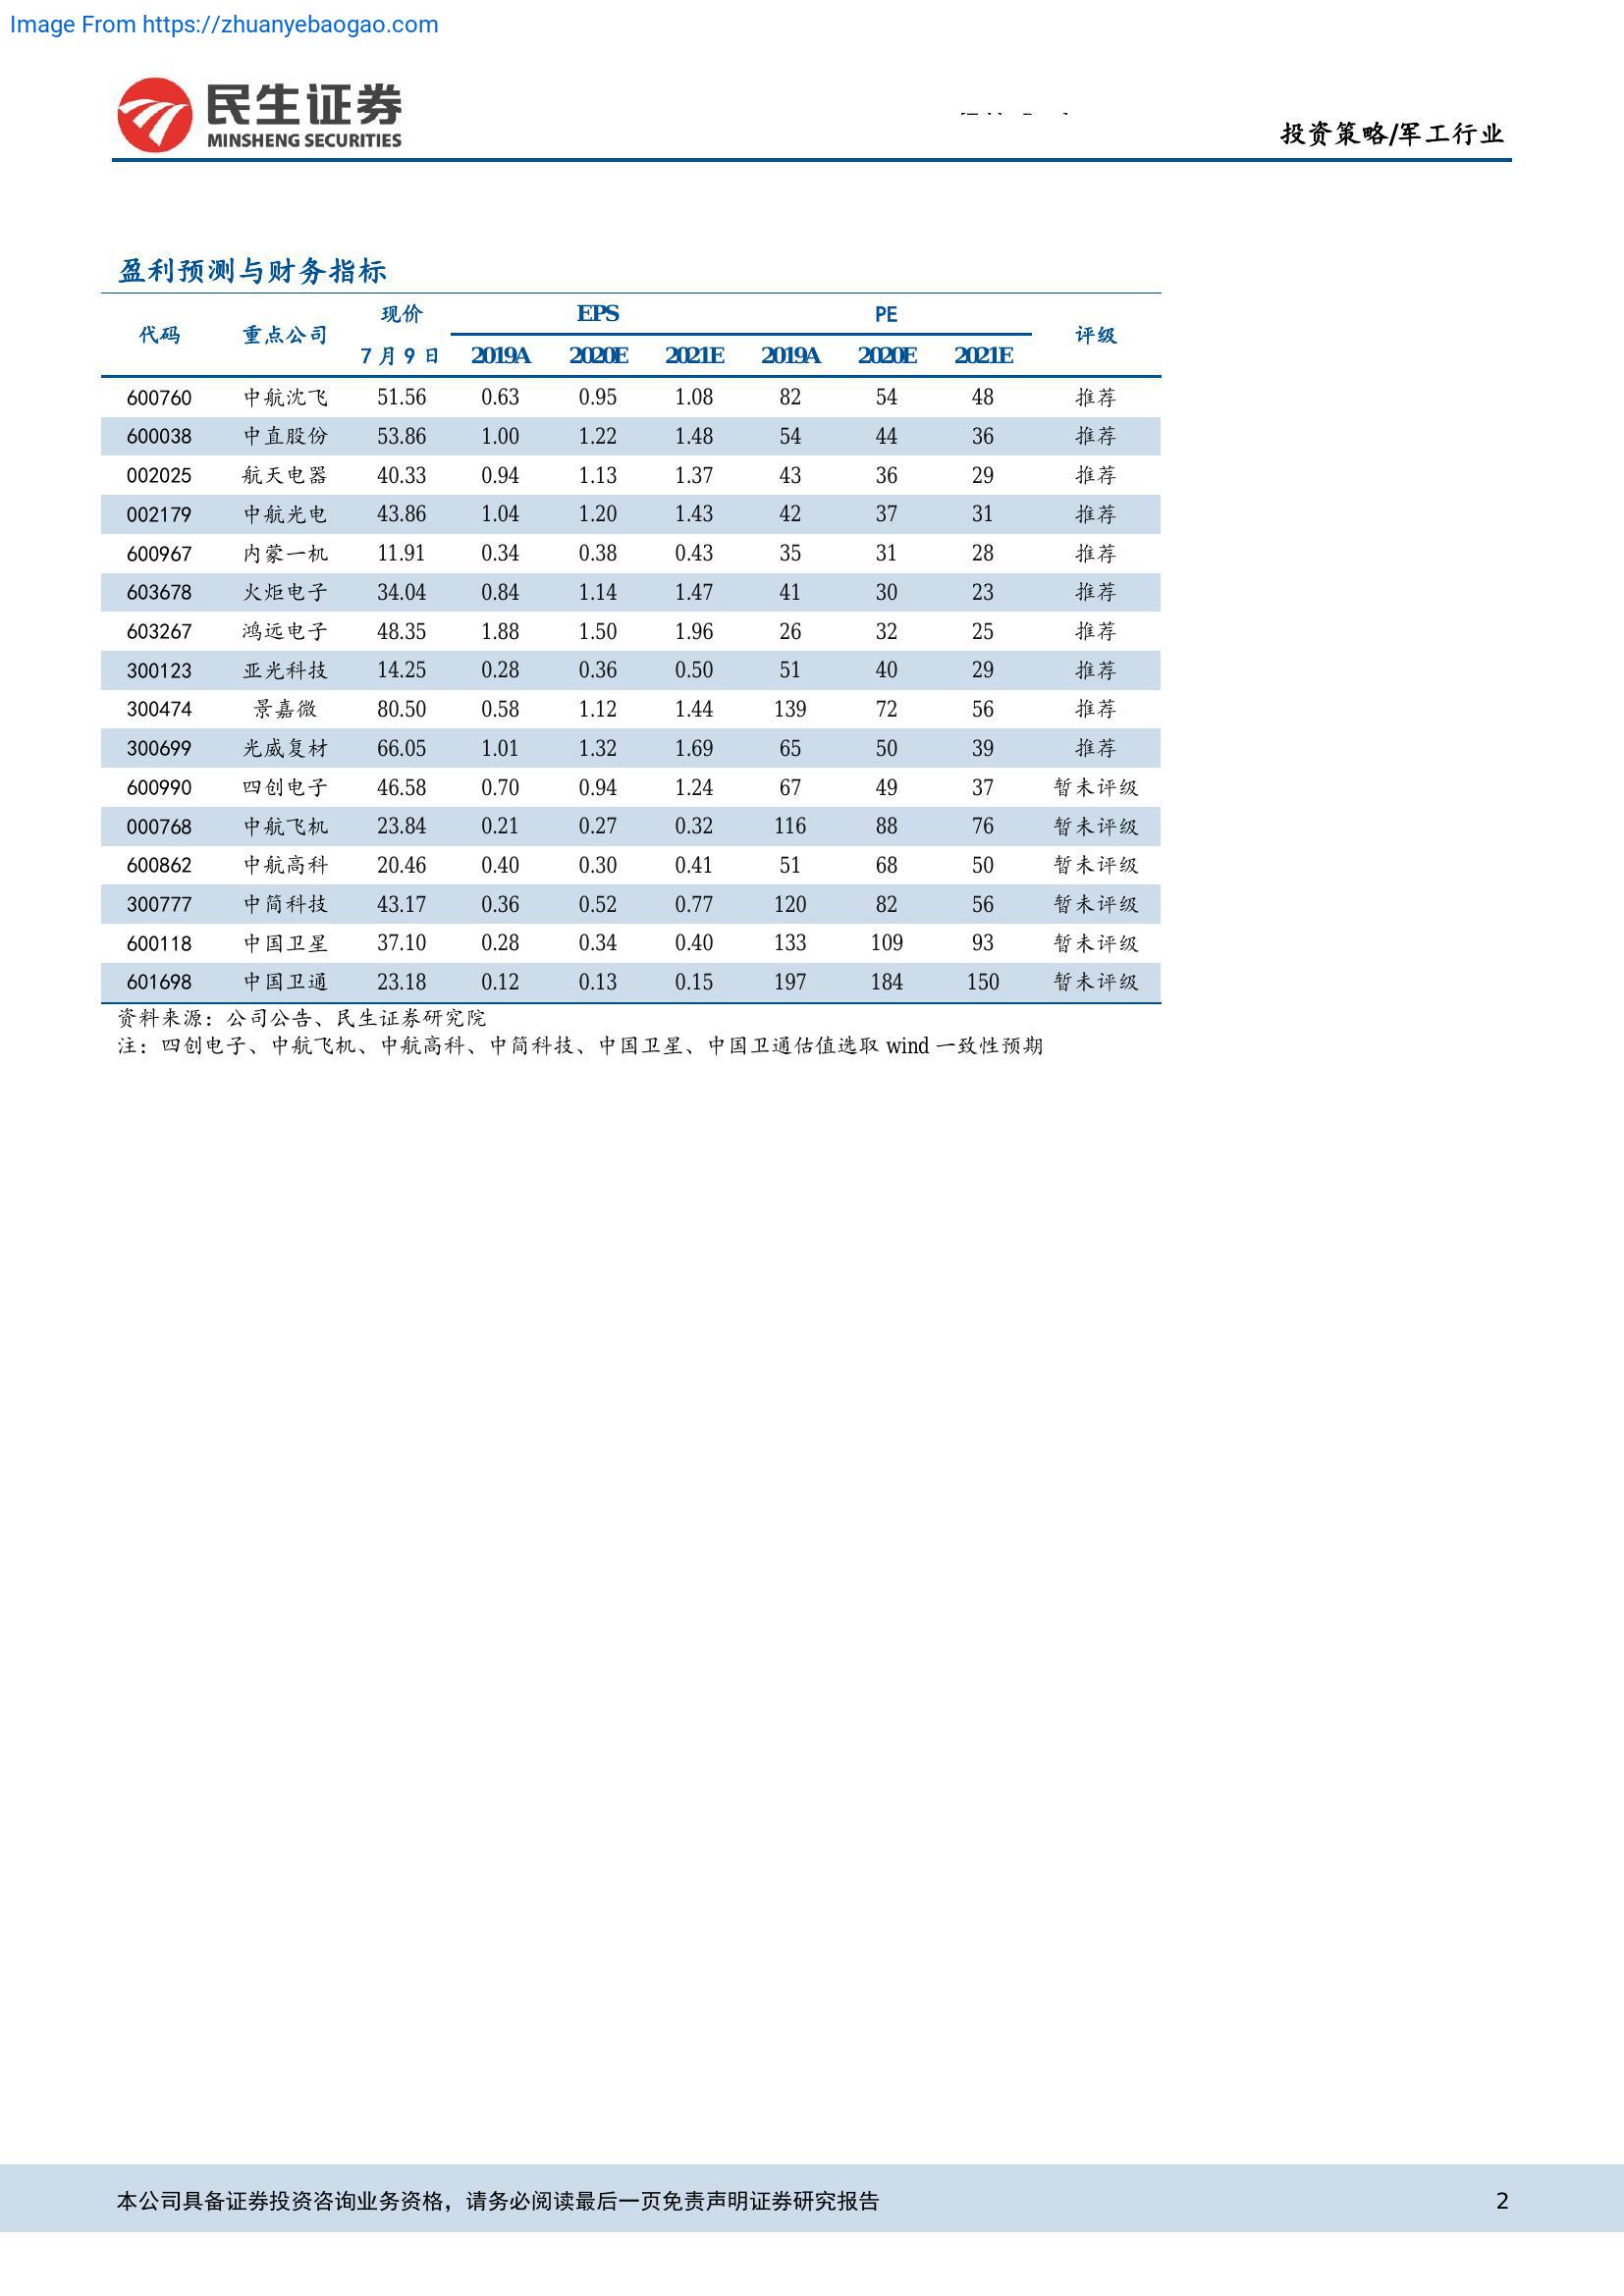 Image From https://zhuanyebaogao.com
民生证券
MINSHENG SECURITIES
投资策略/军工行业
盈利预测与财务指标
代码 重点公司 现价 EPS PE 评级
7 月 9 日 2019A 2020E 2021E 2019A 2020E 2021E
600760 中航沈飞 51.56 0.63 0.95 1.08 82 54 48 推荐
600038 中直股份 53.86 1.00 1.22 1.48 54 44 36 推荐
002025 航天电器 40.33 0.94 1.13 1.37 43 36 29 推荐
002179 中航光电 43.86 1.04 1.20 1.43 42 37 31 推荐
600967 内蒙一机 11.91 0.34 0.38 0.43 35 31 28 推荐
603678 火炬电子 34.04 0.84 1.14 1.47 41 30 23 推荐
603267 鸿远电子 48.35 1.88 1.50 1.96 26 32 25 推荐
300123 亚光科技 14.25 0.28 0.36 0.50 51 40 29 推荐
300474 景嘉微 80.50 0.58 1.12 1.44 139 72 56 推荐
300699 光威复材 66.05 1.01 1.32 1.69 65 50 39 推荐
600990 四创电子 46.58 0.70 0.94 1.24 67 49 37 暂未评级
000768 中航飞机 23.84 0.21 0.27 0.32 116 88 76 暂未评级
600862 中航高科 20.46 0.40 0.30 0.41 51 68 50 暂未评级
300777 中简科技 43.17 0.36 0.52 0.77 120 82 56 暂未评级
600118 中国卫星 37.10 0.28 0.34 0.40 133 109 93 暂未评级
601698 中国卫通 23.18 0.12 0.13 0.15 197 184 150 暂未评级
资料来源：公司公告、民生证券研究院
注：四创电子、中航飞机、中航高科、中简科技、中国卫星、中国卫通估值选取 wind 一致性预期
本公司具备证券投资咨询业务资格，请务必阅读最后一页免责声明证券研究报告 2